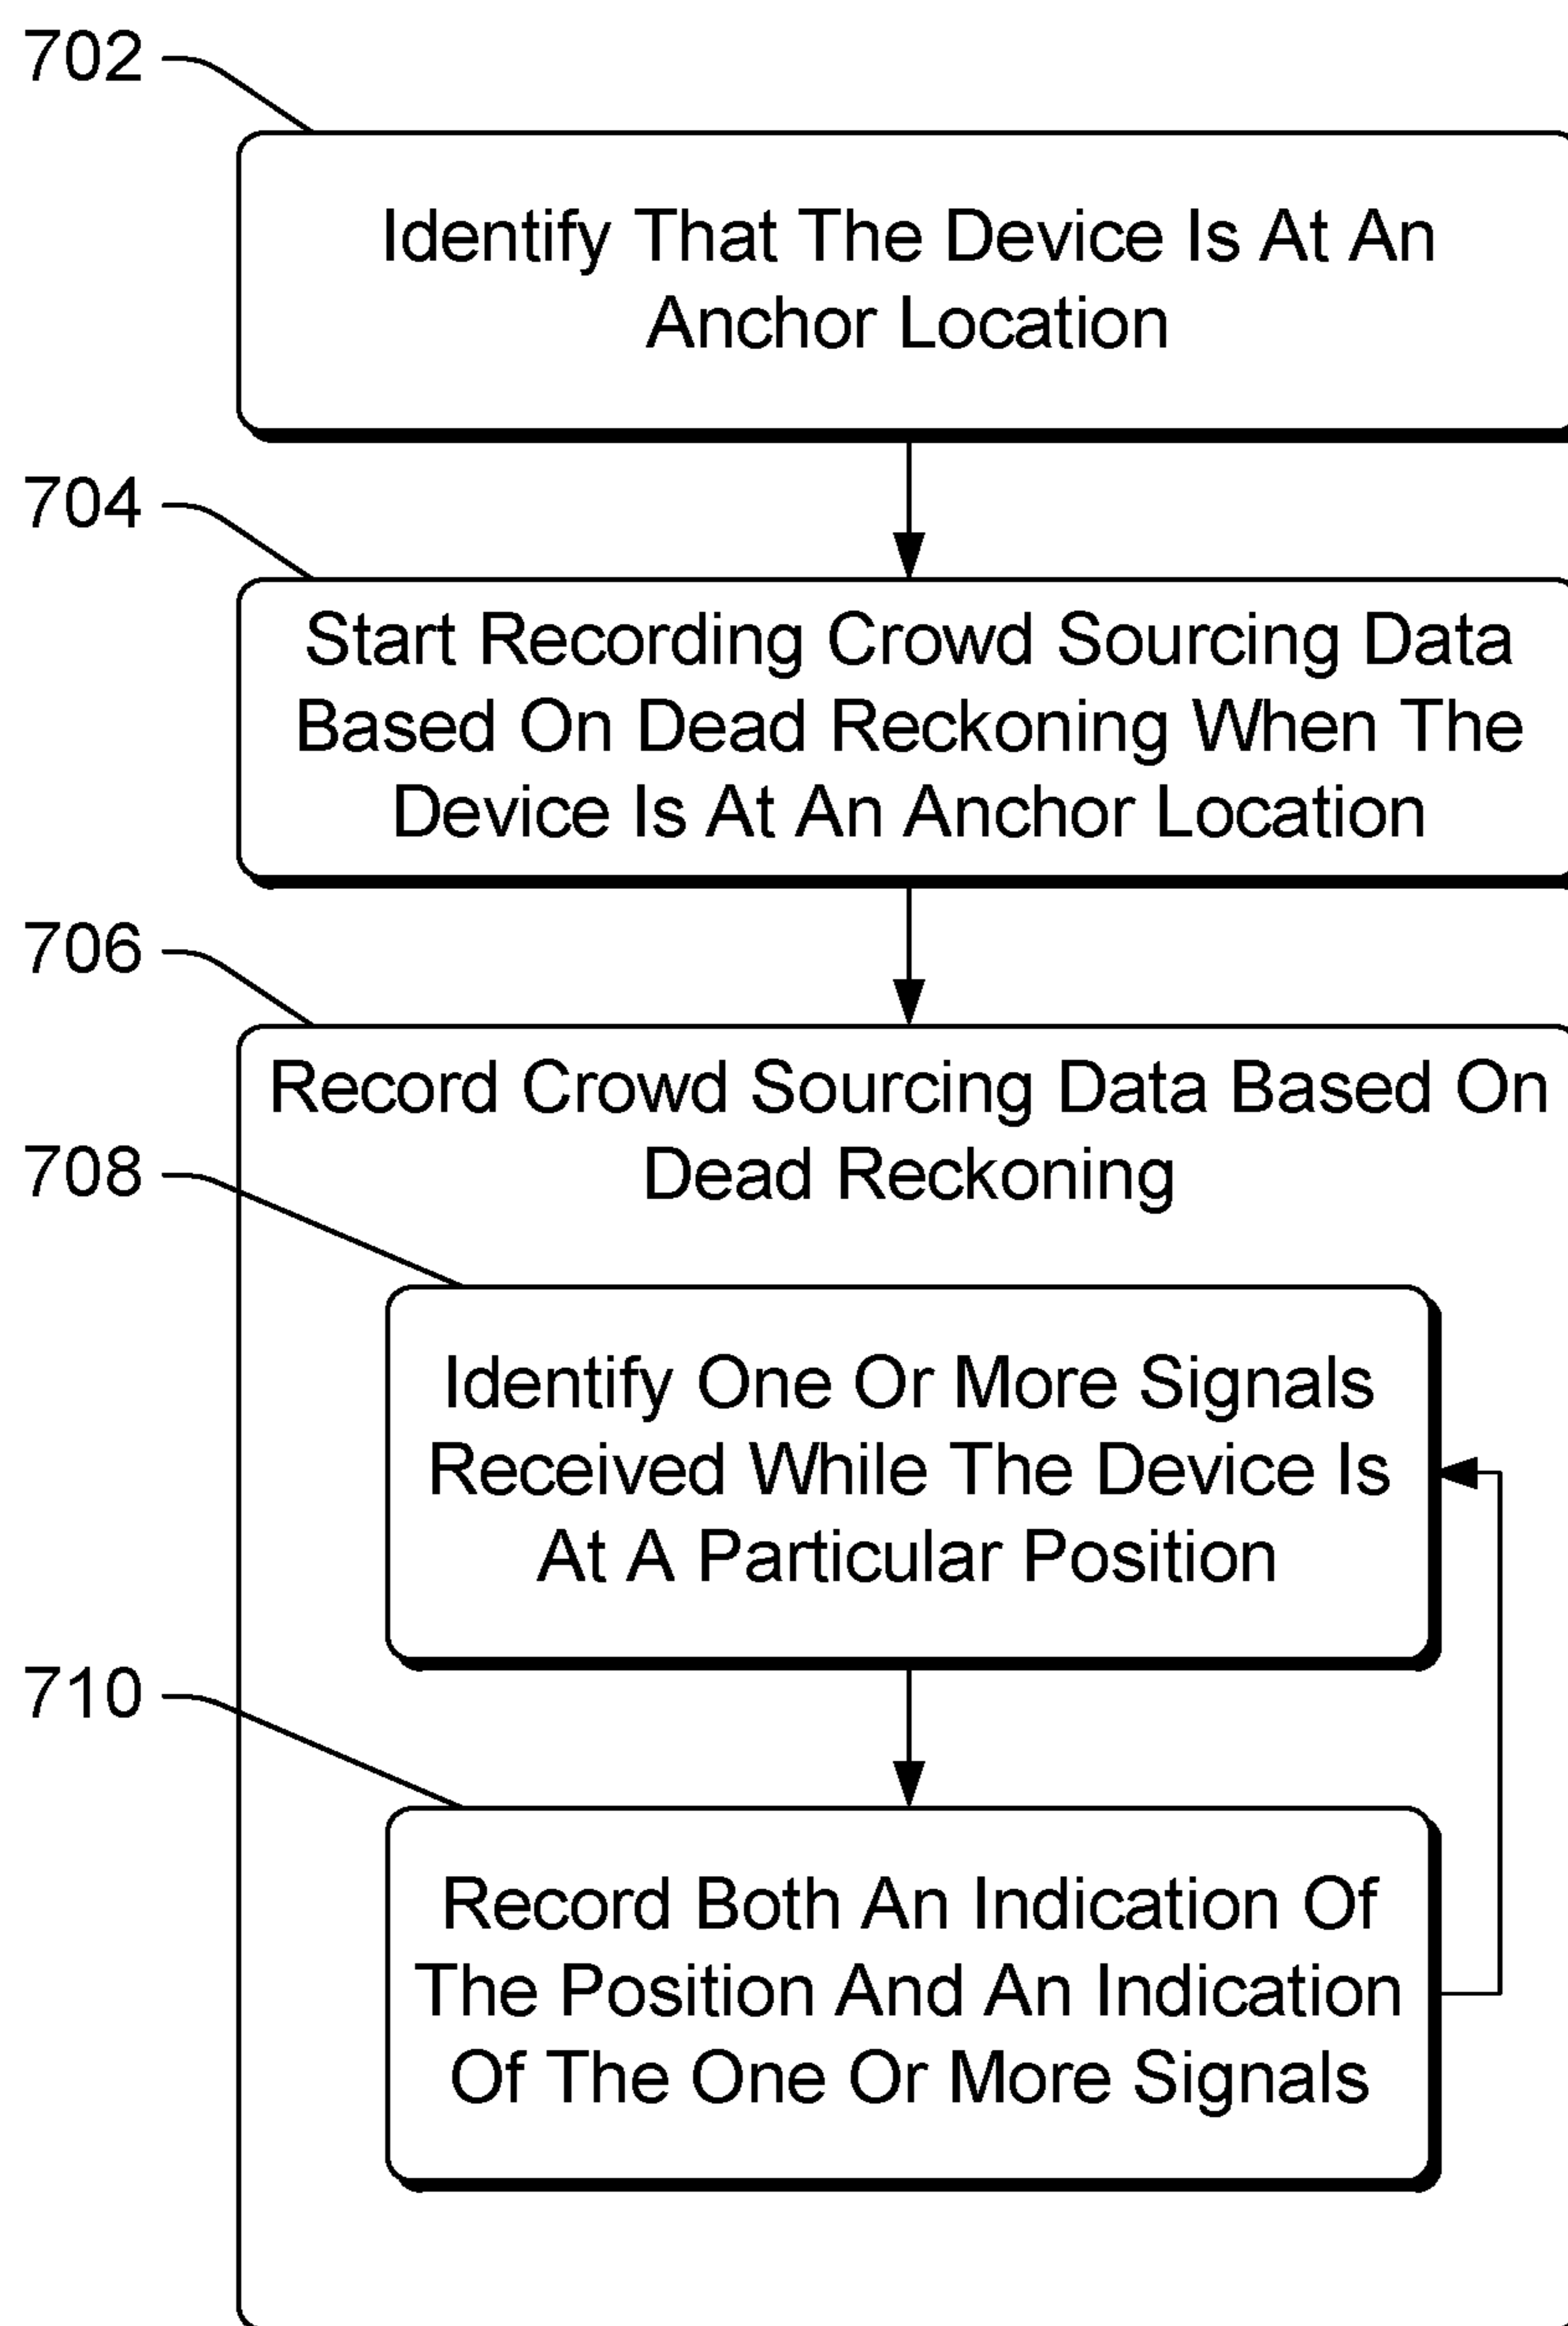 702
Identify That The Device Is At An
Anchor Location
704
Start Recording Crowd Sourcing Data
Based On Dead Reckoning When The
Device Is At An Anchor Location
706
Record Crowd Sourcing Data Based On
Dead Reckoning
708
Identify One Or More Signals
Received While The Device Is
At A Particular Position
710
Record Both An Indication Of
The Position And An Indication
Of The One Or More Signals